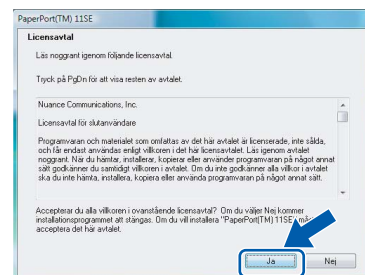 PaperPort(TM) 11SE
Licensavtal
Läs noggrant igenom följande licensavtal.
Tryck på PgDn för att visa resten av avtalet.
Nuance Communications, Inc.
Licensavtal för slutanvändare
Programvaran och materialet som omfattas av det här avtalet är licenserade, inte sålda,
och får endast användas enligt villkoren i det här licensavtalet. Läs igenom avtalet
noggrant. När du hämtar, installerar, kopierar eller använder programvaran på något annat
sätt godkänner du samtidigt villkoren i avtalet. Om du inte godkänner alla villkor i avtalet
ska du inte hämta, installera, kopiera eller använda programvaran på något annat sätt.
Accepterar du alla villkoren i ovanstående licensavtal? Om du väljer Nej kommer
installationsprogrammet att stängas. Om du vill installera "PaperPort(TM) 11SE"
acceptera det här avtalet.
Ja
Nej